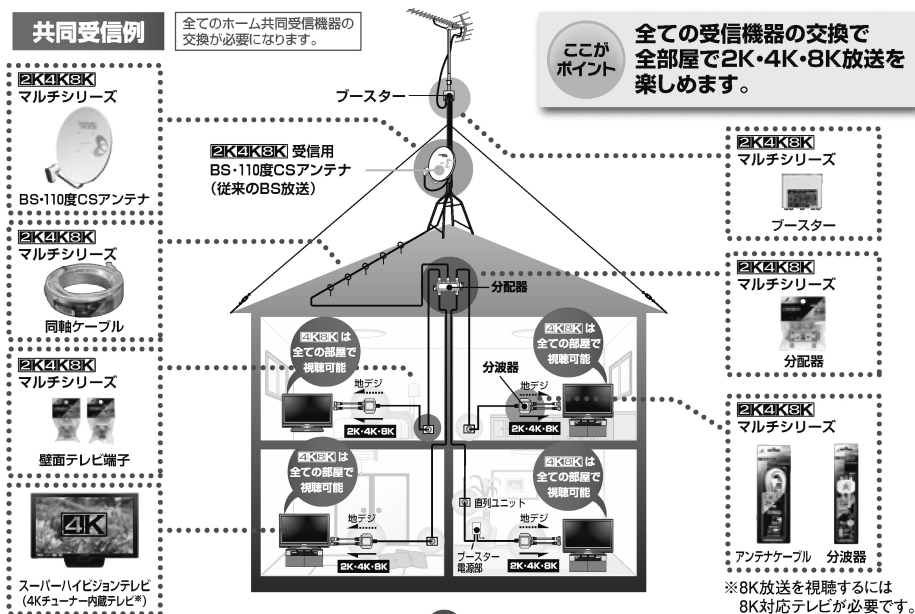 共同受信例
全てのホーム共同受信機器の
交換が必要になります。
ここが
ポイント
全ての受信機器の交換で
全部屋で2K・4K・8K放送を
楽しめます。
2K4K8K
マルチシリーズ
BS・110度CSアンテナ
2K4K8K
マルチシリーズ
同軸ケーブル
2K4K8K
マルチシリーズ
壁面テレビ端子
4K
スーパーハイビジョンテレビ
(4Kチューナー内蔵テレビ※)
ブースター
2K4K8K 受信用
BS・110度CSアンテナ
(従来のBS放送)
分配器
4K8K は
全ての部屋で
視聴可能
地デジ
2K・4K・8K
分波器
4K8K は
全ての部屋で
視聴可能
地デジ
2K・4K・8K
4K8K は
全ての部屋で
視聴可能
地デジ
2K・4K・8K
4K8K は
全ての部屋で
視聴可能
直列ユニット
地デジ
ブースター
電源部
2K・4K・8K
2K4K8K
マルチシリーズ
ブースター
2K4K8K
マルチシリーズ
分配器
2K4K8K
マルチシリーズ
アンテナケーブル 分波器
※8K放送を視聴するには
8K対応テレビが必要です。